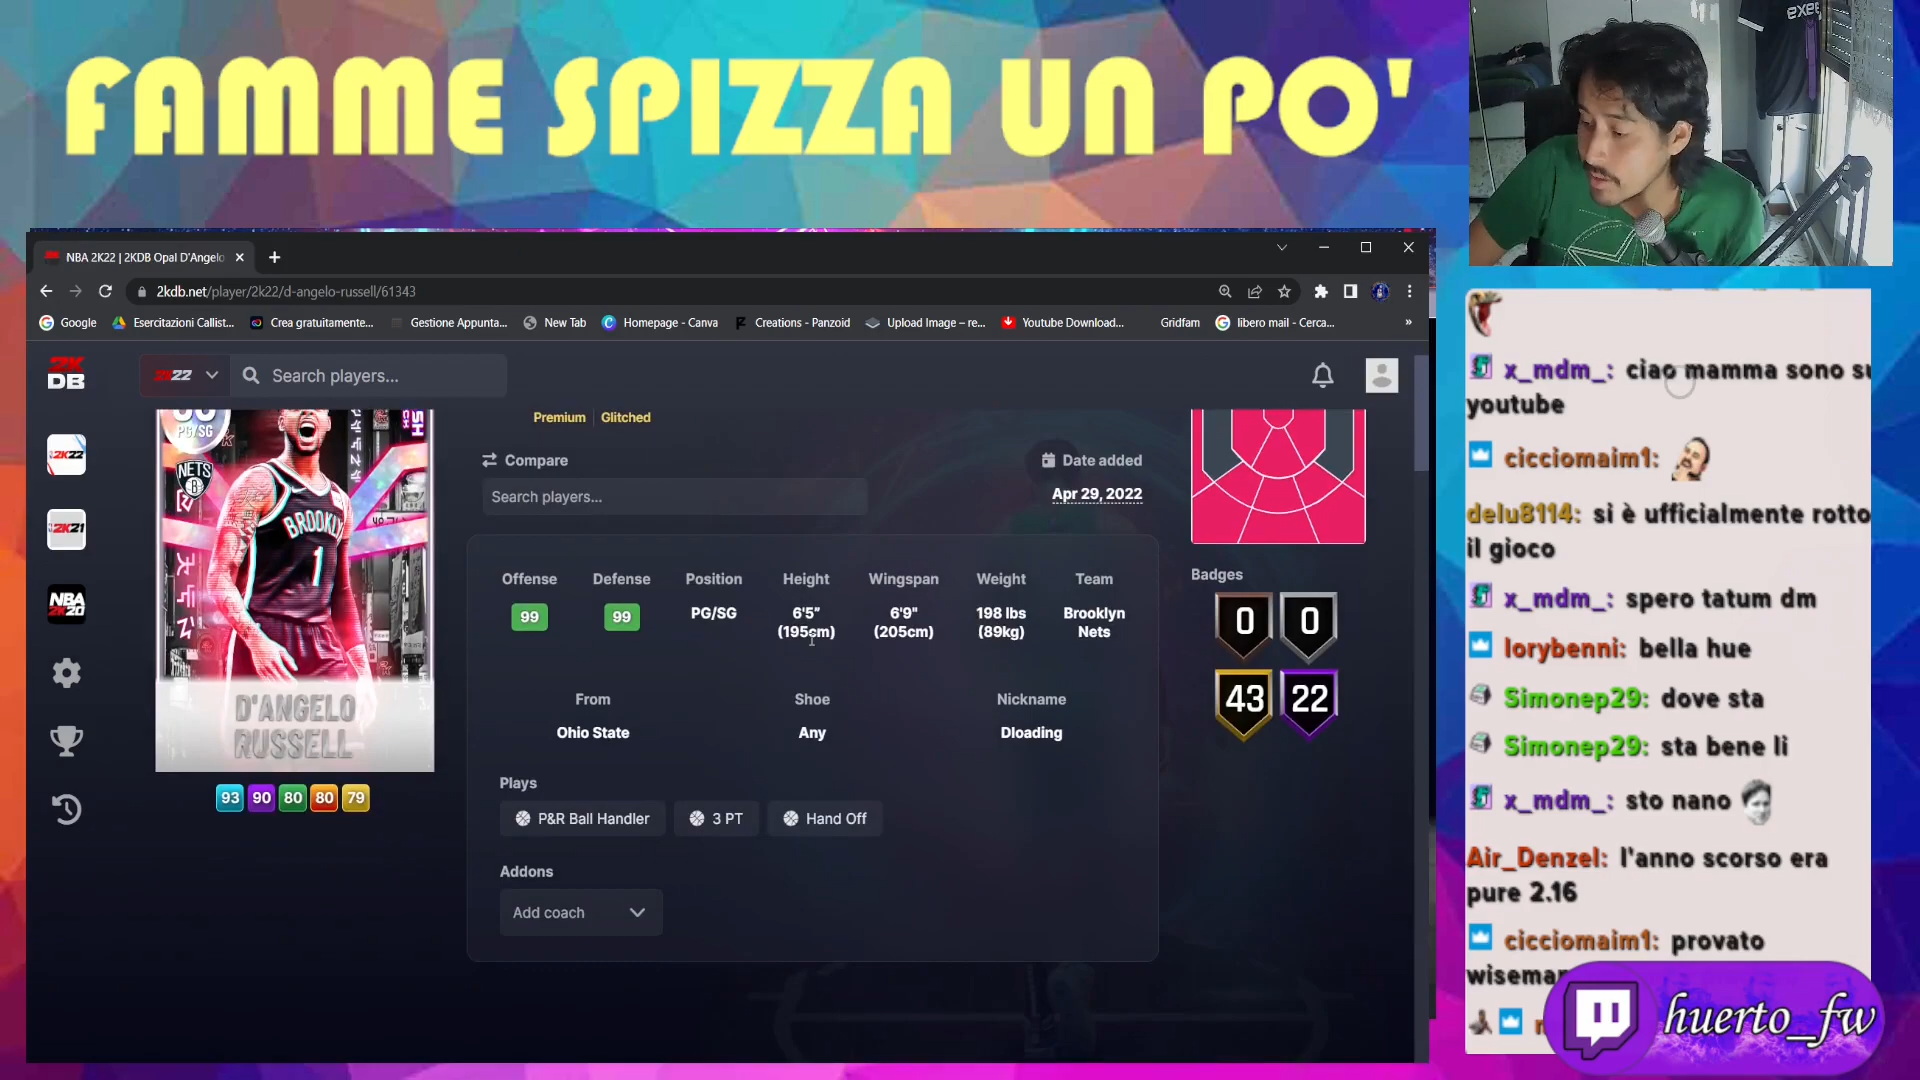 FAMME SPIZZA UN PO'
EXEE
NBA 2K22 | 2KDB Opal D'Angelo
2kdb.net/player/2k22/d-angelo-russell/61343
Google
Esercitazioni Callist...
Crea gratuitamente...
Gestione Appunta...
New Tab
Homepage - Canva
Creations - Panzoid
Upload Image – re...
Youtube Download...
Gridfam
libero mail - Cerca...
»
2K DB
2K22
Search players...
2K22
2K21
NBA 2K20
PG/SG
NETS
BROOKLYN
1
D'ANGELO
RUSSELL
93 90 80 80 79
Premium | Glitched
Compare
Search players...
Date added
Apr 29, 2022
Offense
99
Defense
99
Position
PG/SG
Height
6'5"
(195cm)
Wingspan
6'9"
(205cm)
Weight
198 lbs
(89kg)
Team
Brooklyn
Nets
From
Ohio State
Shoe
Any
Nickname
Dloading
Plays
P&R Ball Handler
3 PT
Hand Off
Addons
Add coach
Badges
0 0
43 22
x_mdm_: ciao mamma sono su
youtube
cicciomaim1:
delu8114: si è ufficialmente rotto
il gioco
x_mdm_: spero tatum dm
lorybenni: bella hue
Simonep29: dove sta
Simonep29: sta bene li
x_mdm_: sto nano
Air_Denzel: l'anno scorso era
pure 2.16
cicciomaim1: provato
wiseman
huerto_fw